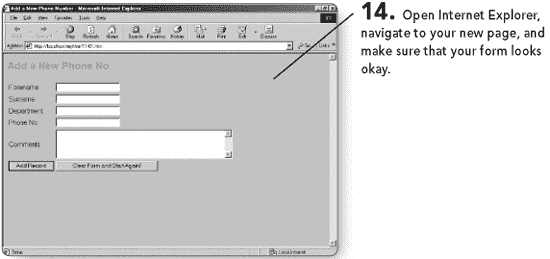 Add a New Phone Number - Microsoft Internet Explorer
File Edit View Favorites Tools Help
Stop Refresh Home Search Favorites History Mail Print Edit Discuss
Address
Links
Add a New Phone No
Forename
Surname
Department
Phone No
Comments
Add Record Clear Form and Start Again!
Done Local intranet
14. Open Internet Explorer,
navigate to your new page, and
make sure that your form looks
okay.